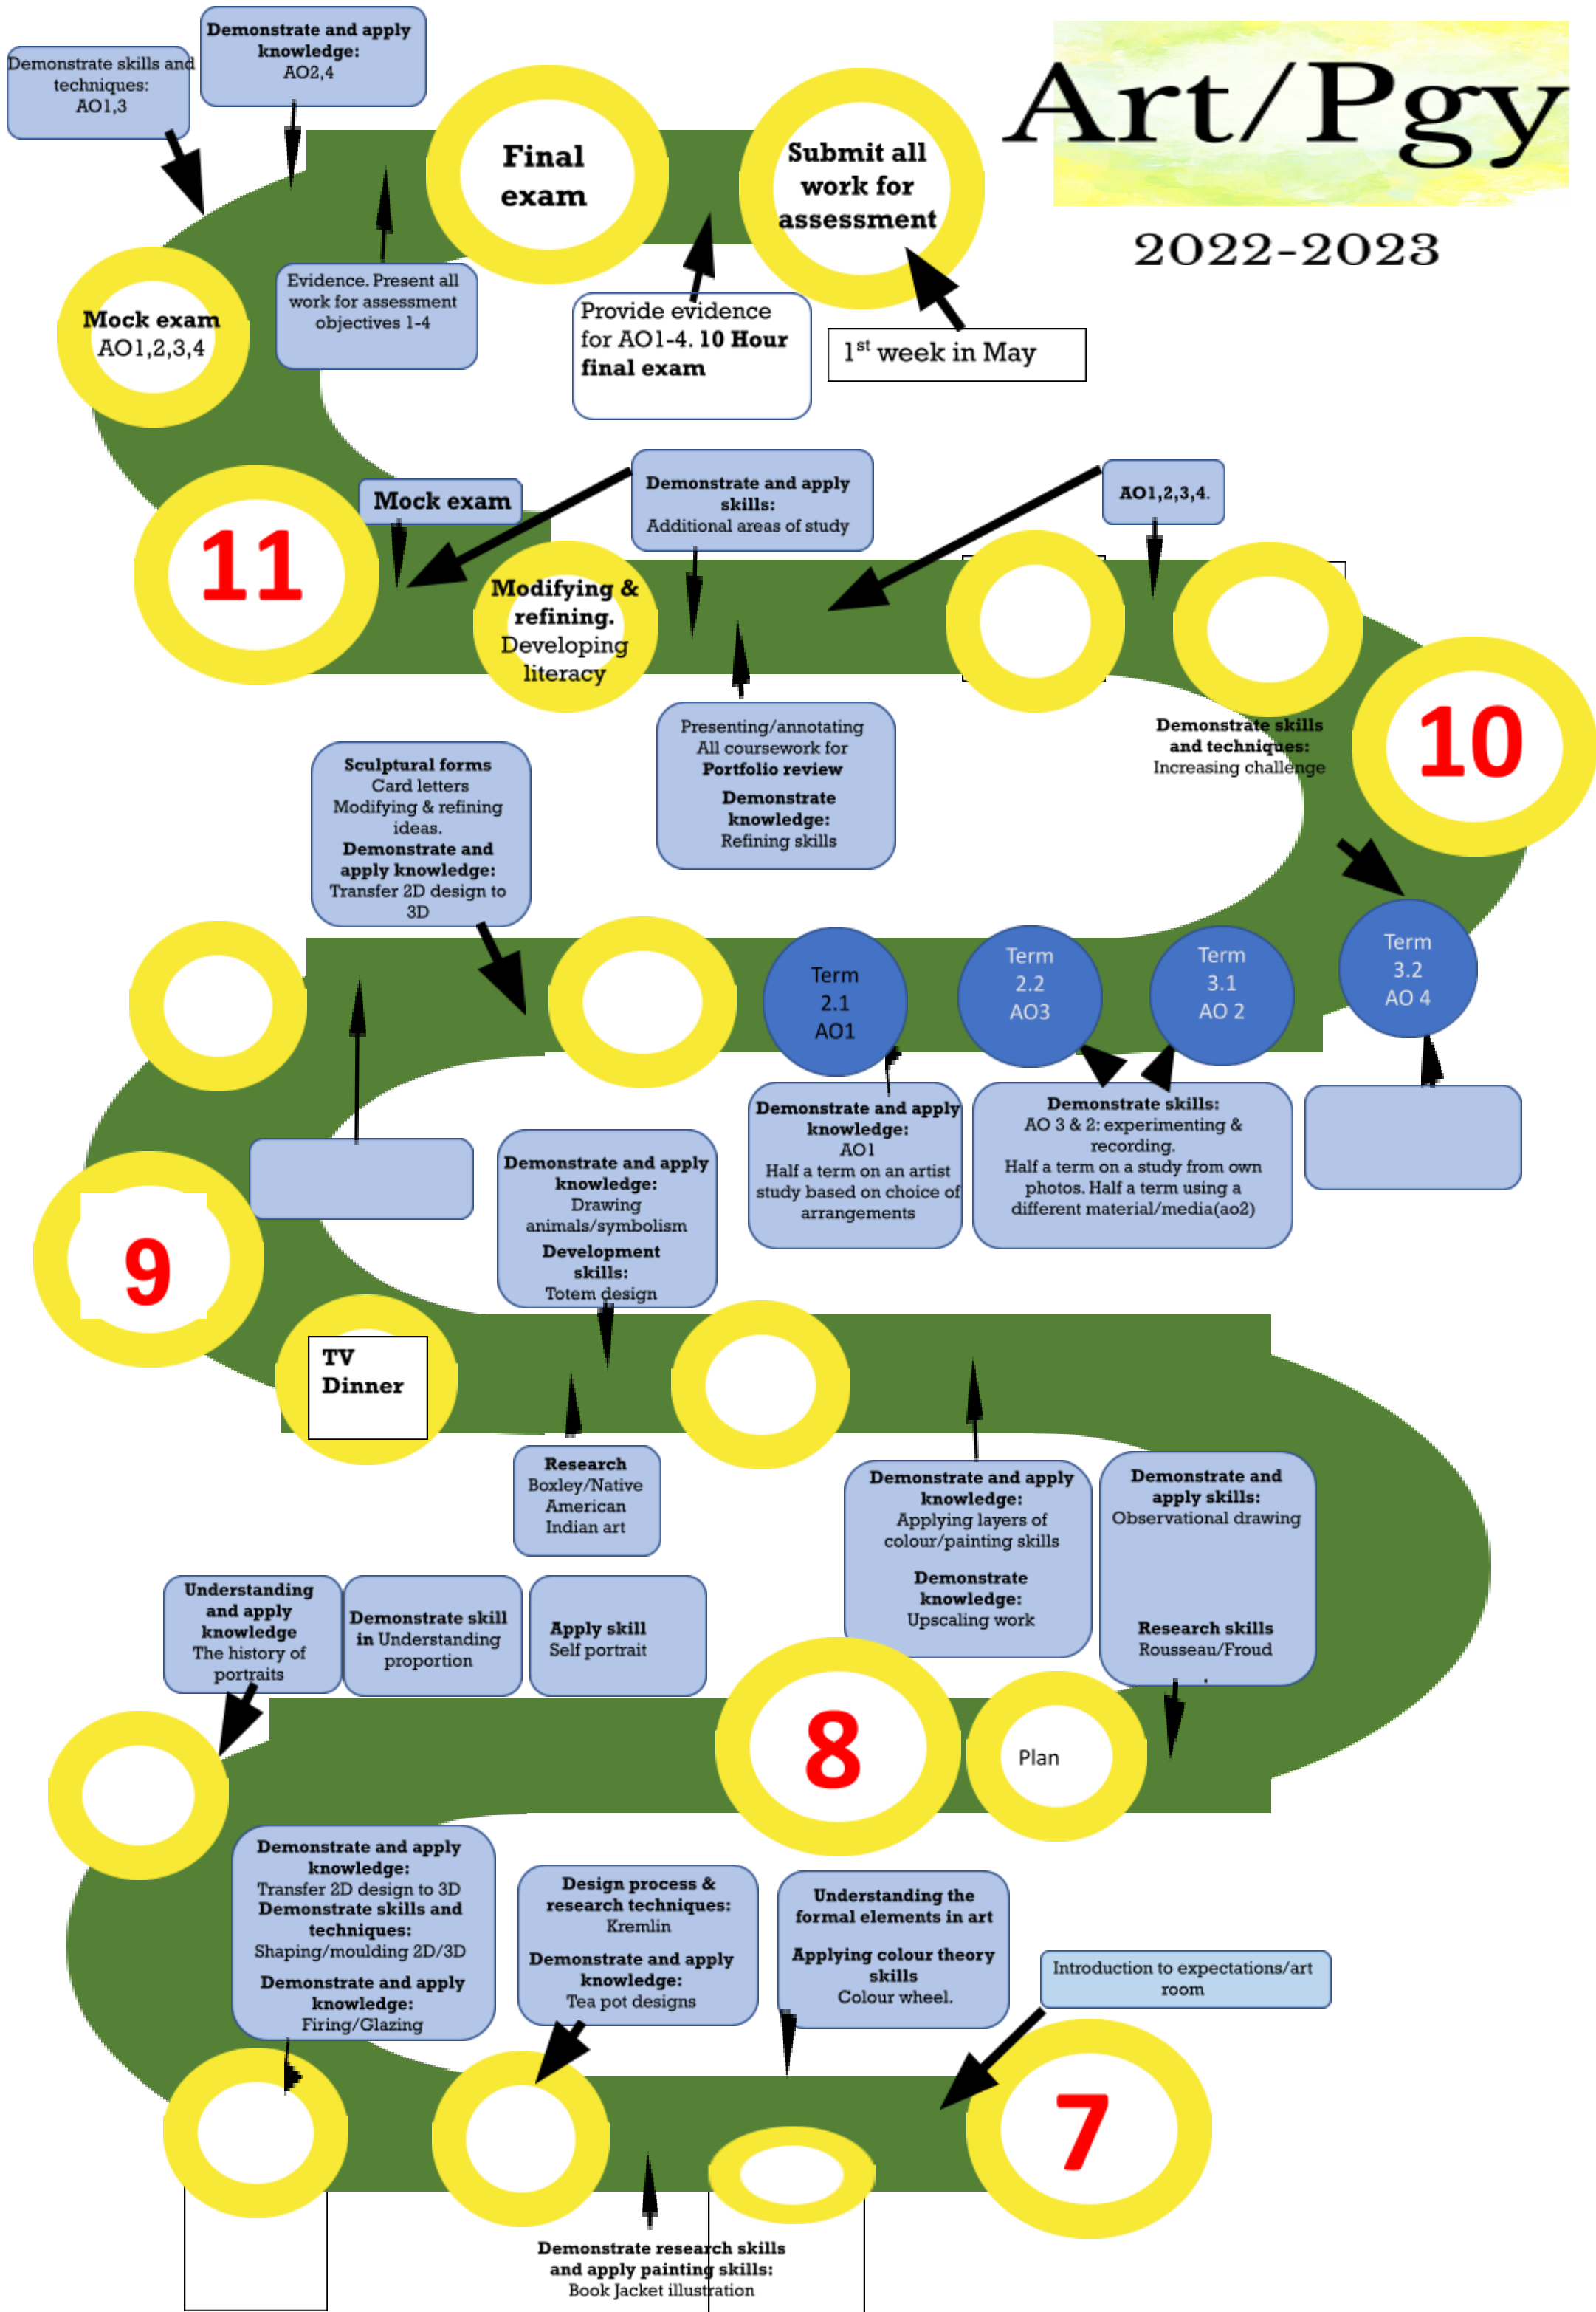 Art/Pgy
2022-2023
Demonstrate skills and
techniques:
AO1,3
Demonstrate and apply
knowledge:
AO2,4
Final
exam
Submit all
work for
assessment
Mock exam
AO1,2,3,4
Evidence. Present all
work for assessment
objectives 1-4
Provide evidence
for AO1-4. 10 Hour
final exam
1st week in May
11
Mock exam
Demonstrate and apply
skills:
Additional areas of study
AO1,2,3,4.
Modifying &
refining.
Developing
literacy
Presenting/annotating
All coursework for
Portfolio review
Demonstrate
knowledge:
Refining skills
Demonstrate skills
and techniques:
Increasing challenge
10
Sculptural forms
Card letters
Modifying & refining
ideas.
Demonstrate and
apply knowledge:
Transfer 2D design to
3D
Term
2.1
AO1
Term
2.2
AO3
Term
3.1
AO 2
Term
3.2
AO 4
Demonstrate and apply
knowledge:
AO1
Half a term on an artist
study based on choice of
arrangements
Demonstrate skills:
AO 3 & 2: experimenting &
recording.
Half a term on a study from own
photos. Half a term using a
different material/media(ao2)
9
Demonstrate and apply
knowledge:
Drawing
animals/symbolism
Development
skills:
Totem design
TV
Dinner
Research
Boxley/Native
American
Indian art
Demonstrate and apply
knowledge:
Applying layers of
colour/painting skills
Demonstrate
knowledge:
Upscaling work
Demonstrate and
apply skills:
Observational drawing
Research skills
Rousseau/Froud
.
Understanding
and apply
knowledge
The history of
portraits
Demonstrate skill
in Understanding
proportion
Apply skill
Self portrait
8
Plan
Demonstrate and apply
knowledge:
Transfer 2D design to 3D
Demonstrate skills and
techniques:
Shaping/moulding 2D/3D
Demonstrate and apply
knowledge:
Firing/Glazing
Design process &
research techniques:
Kremlin
Demonstrate and apply
knowledge:
Tea pot designs
Understanding the
formal elements in art
Applying colour theory
skills
Colour wheel.
Introduction to expectations/art
room
7
Demonstrate research skills
and apply painting skills:
Book Jacket illustration